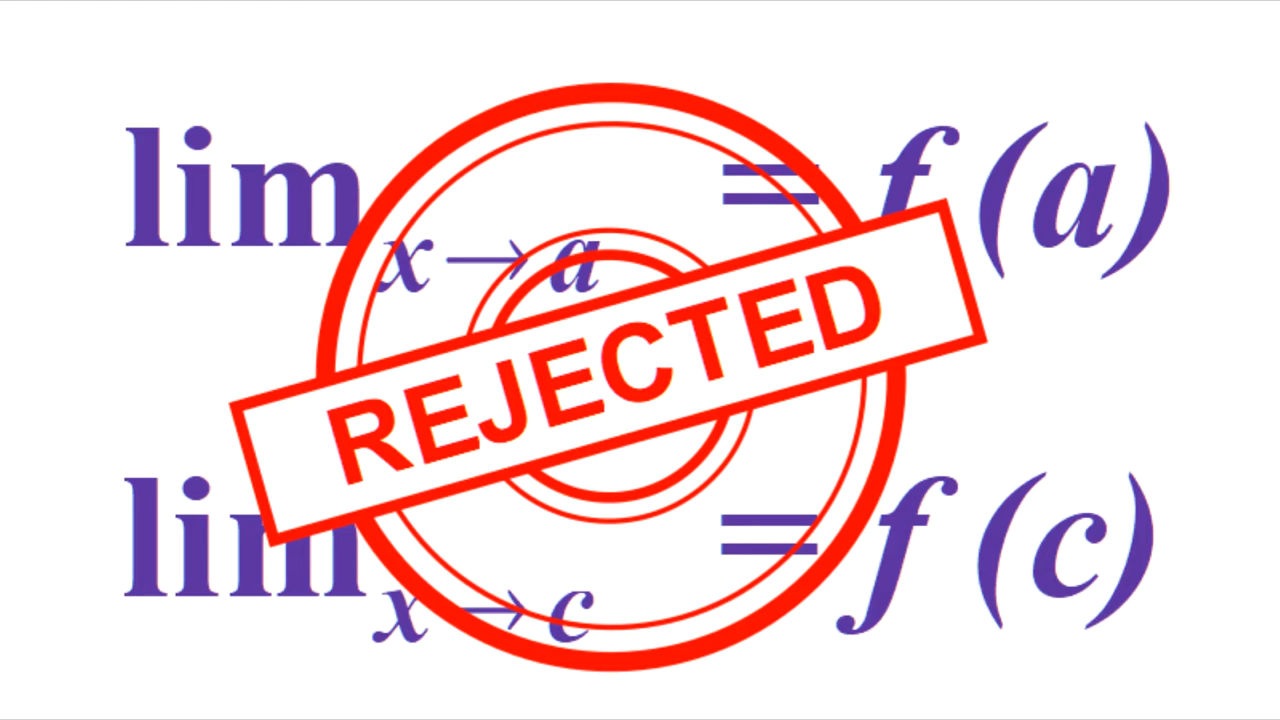 lim x→a = f (a)
REJECTED
lim x→c = f (c)